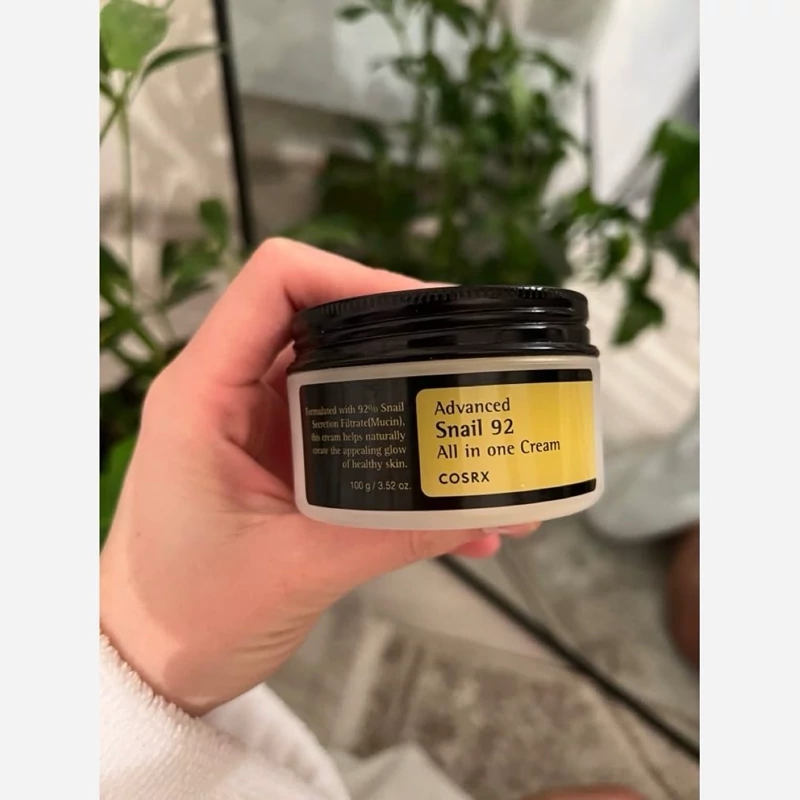 Formulated with 92% Snail
Secretion Filtrate(Mucin),
this cream helps naturally
create the appealing glow
of healthy skin.
100 g / 3.52 oz.
Advanced
Snail 92
All in one Cream
COSRX